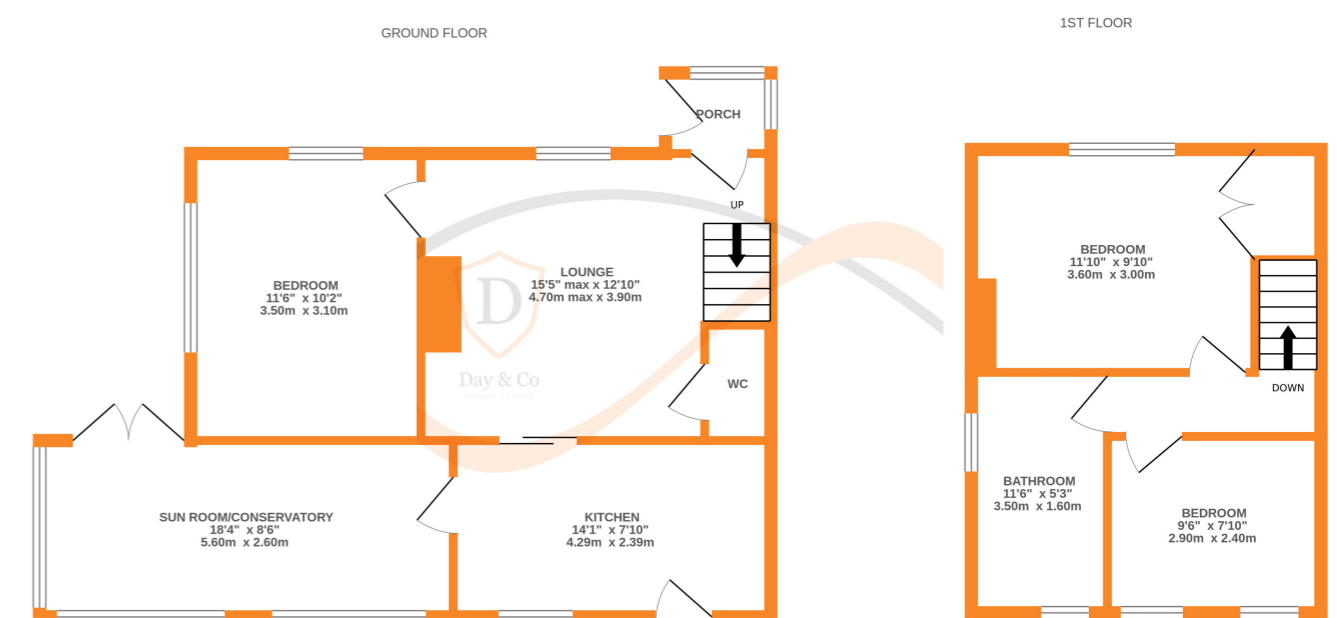 GROUND FLOOR
1ST FLOOR
PORCH
UP
BEDROOM
11'6" x 10'2"
3.50m x 3.10m
LOUNGE
15'5" max x 12'10"
4.70m max x 3.90m
D
Day & Co
ESTATE AGENTS
WC
SUN ROOM/CONSERVATORY
18'4" x 8'6"
5.60m x 2.60m
KITCHEN
14'1" x 7'10"
4.29m x 2.39m
BEDROOM
11'10" x 9'10"
3.60m x 3.00m
DOWN
BATHROOM
11'6" x 5'3"
3.50m x 1.60m
BEDROOM
9'6" x 7'10"
2.90m x 2.40m